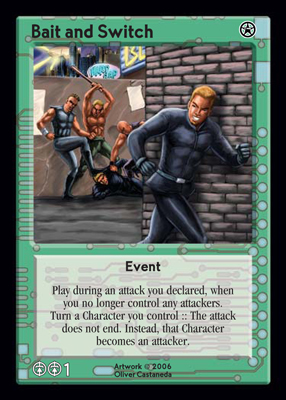 Bait and Switch
Event
Play during an attack you declared, when
you no longer control any attackers.
Turn a Character you control :: The attack
does not end. Instead, that Character
becomes an attacker.
1
Artwork © 2006
Oliver Castaneda